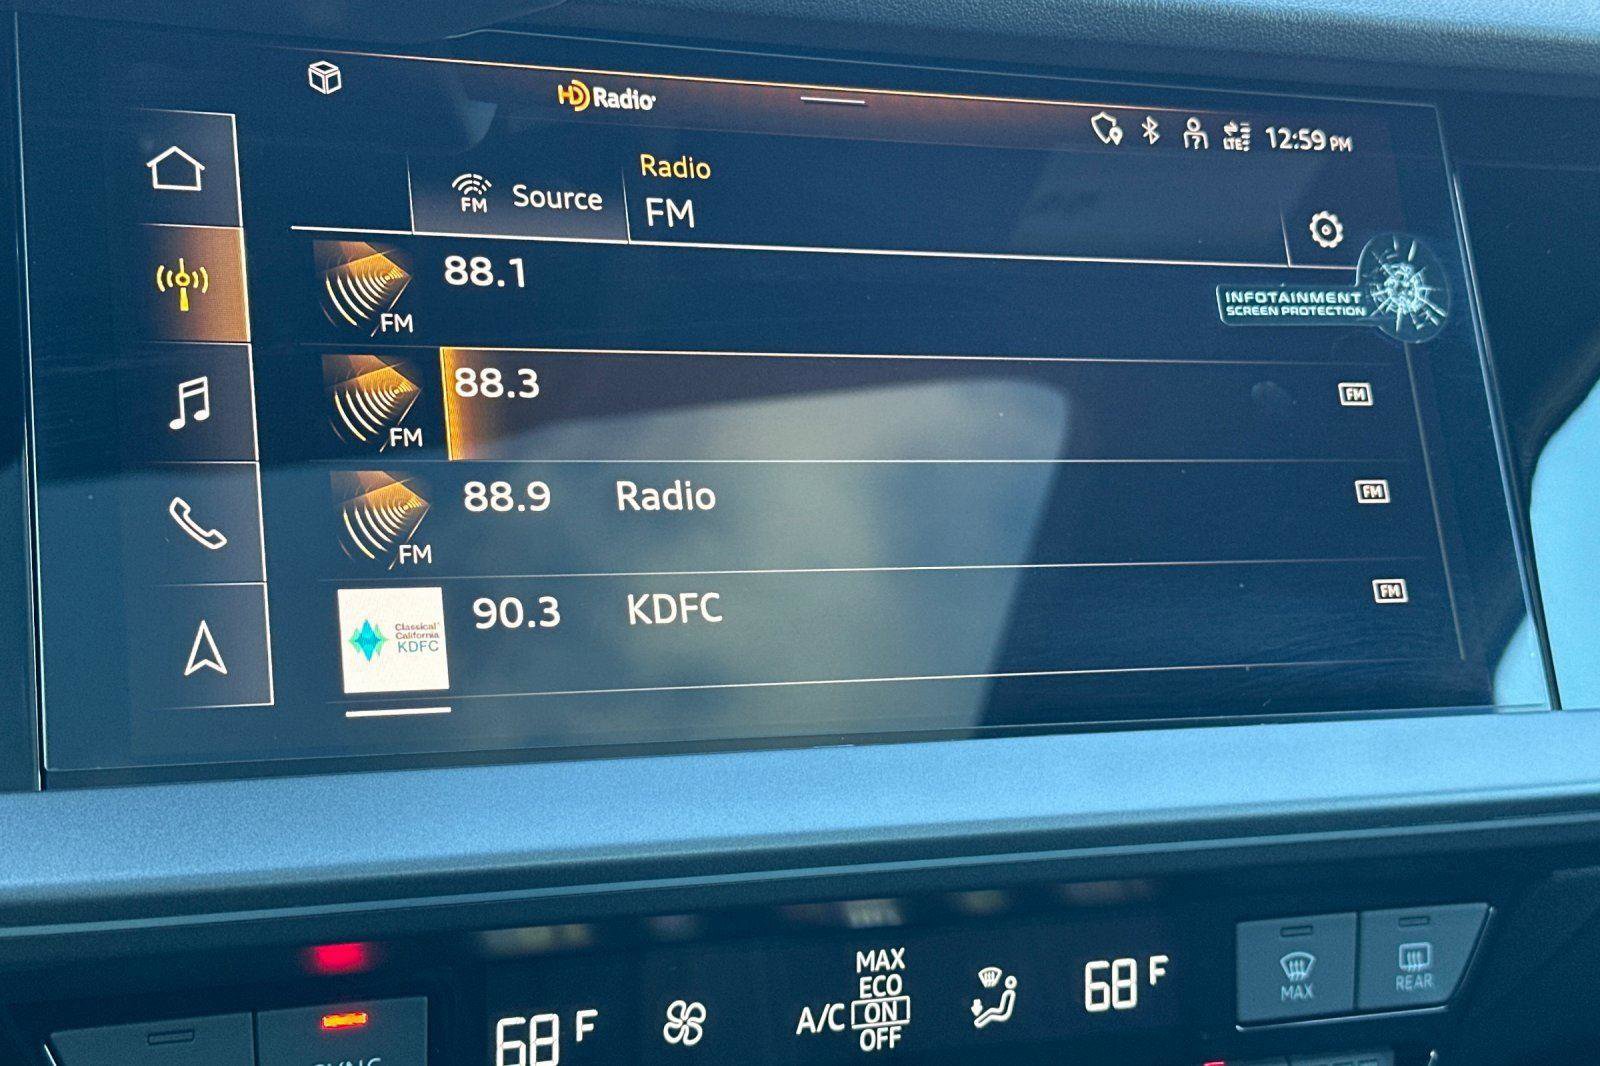 HD Radio
LTE 12:59 PM
FM Source
Radio
FM
88.1
FM
INFOTAINMENT
SCREEN PROTECTION
88.3
FM
FM
88.9 Radio
FM
FM
90.3 KDFC
FM
Classical
California
KDFC
MAX
ECO
A/C ON
OFF
68 F
68 F
MAX
REAR
SYNC